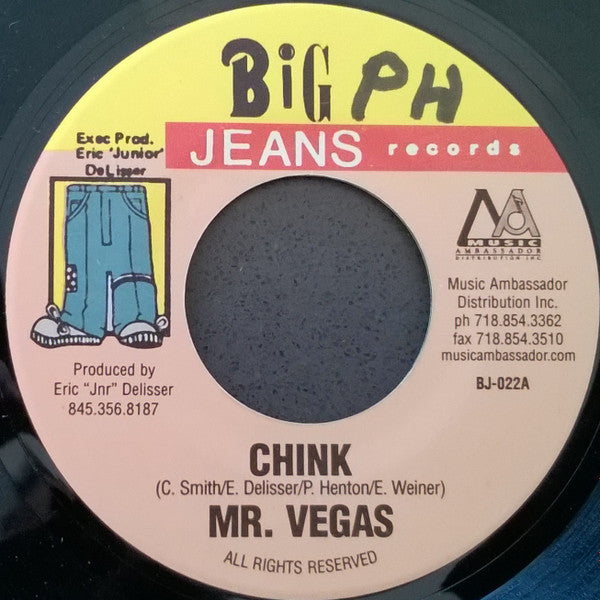 BiG PH
JEANS records
Exec Prod.
Eric 'Junior'
DeLisser
MUSIC
AMBASSADOR
DISTRIBUTION INC
Music Ambassador
Distribution Inc.
ph 718.854.3362
fax 718.854.3510
musicambassador.com
BJ-022A
Produced by
Eric "Jnr" Delisser
845.356.8187
CHINK
(C. Smith/E. Delisser/P. Henton/E. Weiner)
MR. VEGAS
ALL RIGHTS RESERVED